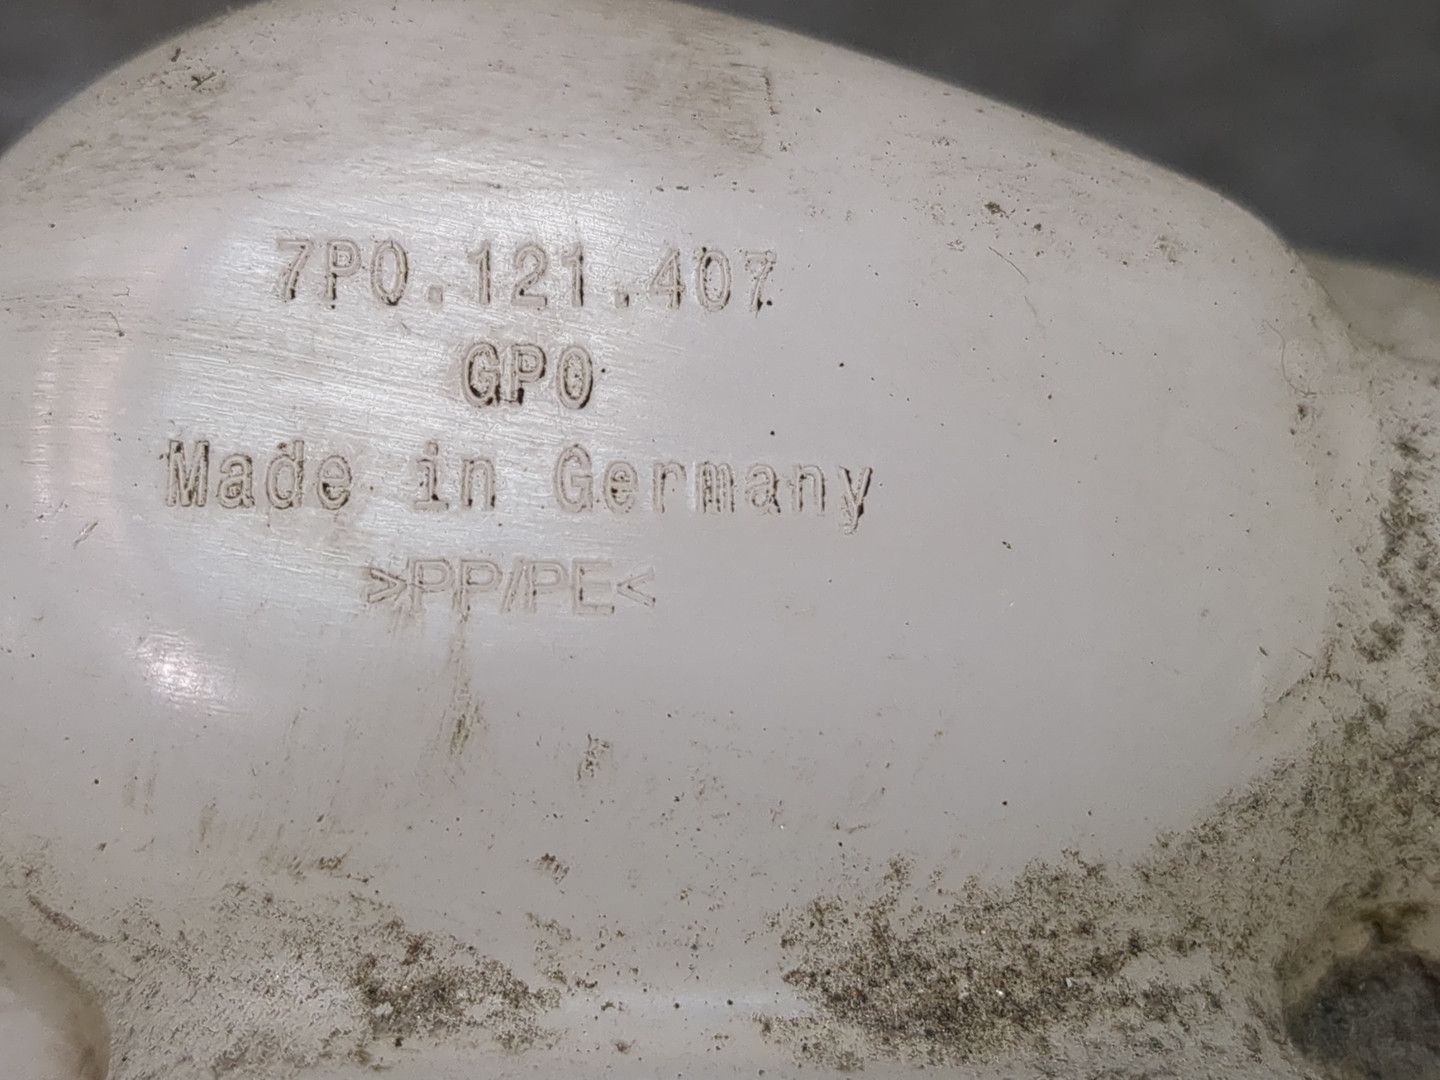 7P0.121.407
GP0
Made in Germany
>PP/PE<